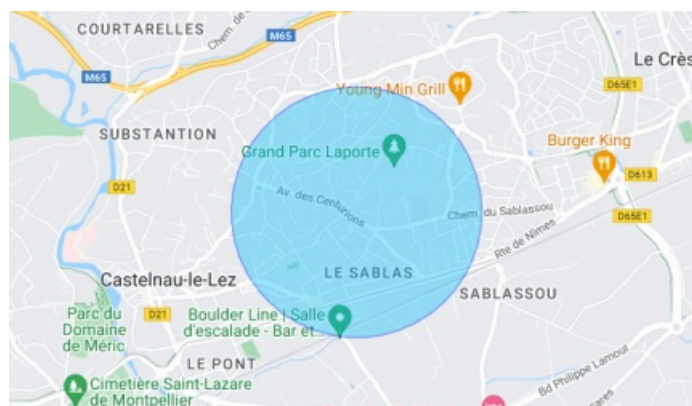 COURTARELLES
Chem. de
M65
M65
Le Crès
Young Min Grill
D65E1
SUBSTANTION
Burger King
Grand Parc Laporte
D613
D21
Av. des Centurions
Chem. du Sablassou
D65E1
Rte de Nîmes
LE SABLAS
Castelnau-le-Lez
SABLASSOU
Parc du
Domaine
de Méric
D21
Boulder Line | Salle
d'escalade - Bar et...
LE PONT
Bd Philippe Lamour
Cimetière Saint-Lazare
de Montpellier